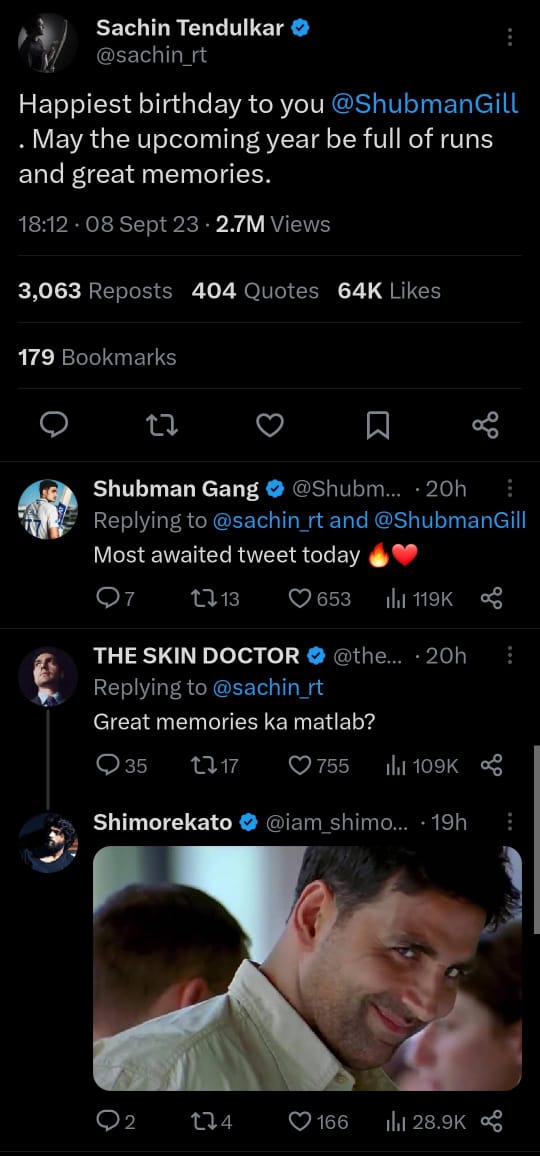 Sachin Tendulkar
@sachin_rt
Happiest birthday to you @ShubmanGill
. May the upcoming year be full of runs
and great memories.
18:12 · 08 Sept 23 · 2.7M Views
3,063 Reposts 404 Quotes 64K Likes
179 Bookmarks
Shubman Gang @Shubm... · 20h
Replying to @sachin_rt and @ShubmanGill
Most awaited tweet today 🔥❤️
7 13 653 119K
THE SKIN DOCTOR @the... · 20h
Replying to @sachin_rt
Great memories ka matlab?
35 17 755 109K
Shimorekato @iam_shimo... · 19h
2 4 166 28.9K